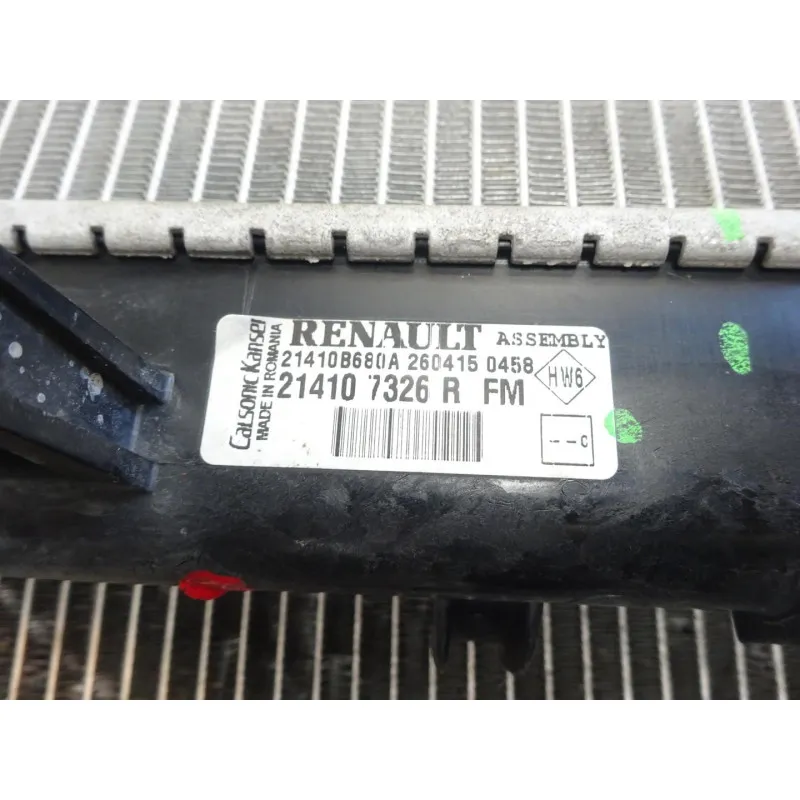 Calsonic Kansei
MADE IN ROMANIA
RENAULT ASSEMBLY
21410B680A 260415 0458
21410 7326 R FM
HW6
--C